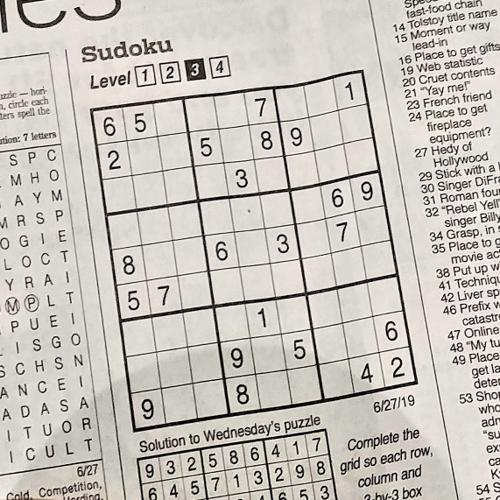 Sudoku
Level 1 2 3 4
6 5 7 1
2 5 8 9
3
6 9
8 6 3 7
5 7
1
9 5 6
9 8 4 2
6/27/19
Solution to Wednesday's puzzle
9 3 2 5 8 6 4 1 7
6 4 5 7 1 3 2 9 8
6 5 3
Complete the
grid so each row,
column and
3-by-3 box
hori-
, circle each
ters spell the
tion: 7 letters
S P C
M H O
A Y M
M R S P
O G I E
L O C T
Y R A I
M P L T
P U E I
I S G O
S C H S N
A N C E I
A D A S A
I T U O R
I C U L T
6/27
Cold, Competition,
fast-food chain
14 Tolstoy title name
15 Moment or way
lead-in
16 Place to get gifts
19 Web statistic
20 Cruet contents
21 "Yay me!"
23 French friend
24 Place to get
fireplace
equipment?
27 Hedy of
Hollywood
29 Stick with a
30 Singer DiFra
31 Roman four
32 "Rebel Yell"
singer Billy
34 Grasp, in
35 Place to g
movie ac
38 Put up w
41 Techniqu
42 Liver sp
46 Prefix w
catastr
47 Online
48 "My tu
49 Place
get la
deter
53 Shop
who
adr
"su